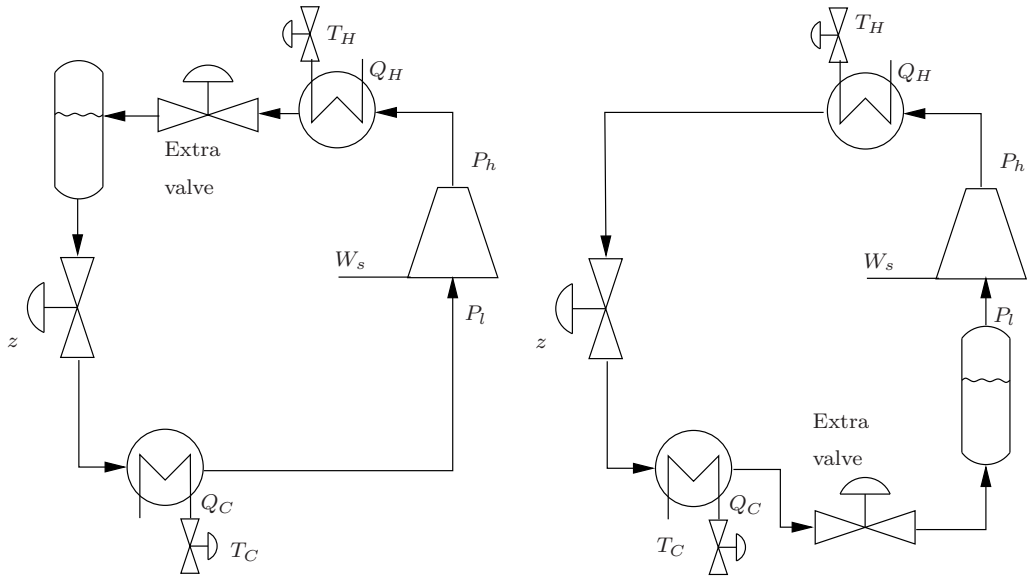 T_H
Q_H
Extra
valve
P_h
W_s
P_l
z
Q_C
T_C
T_H
Q_H
P_h
W_s
P_l
z
Extra
valve
Q_C
T_C